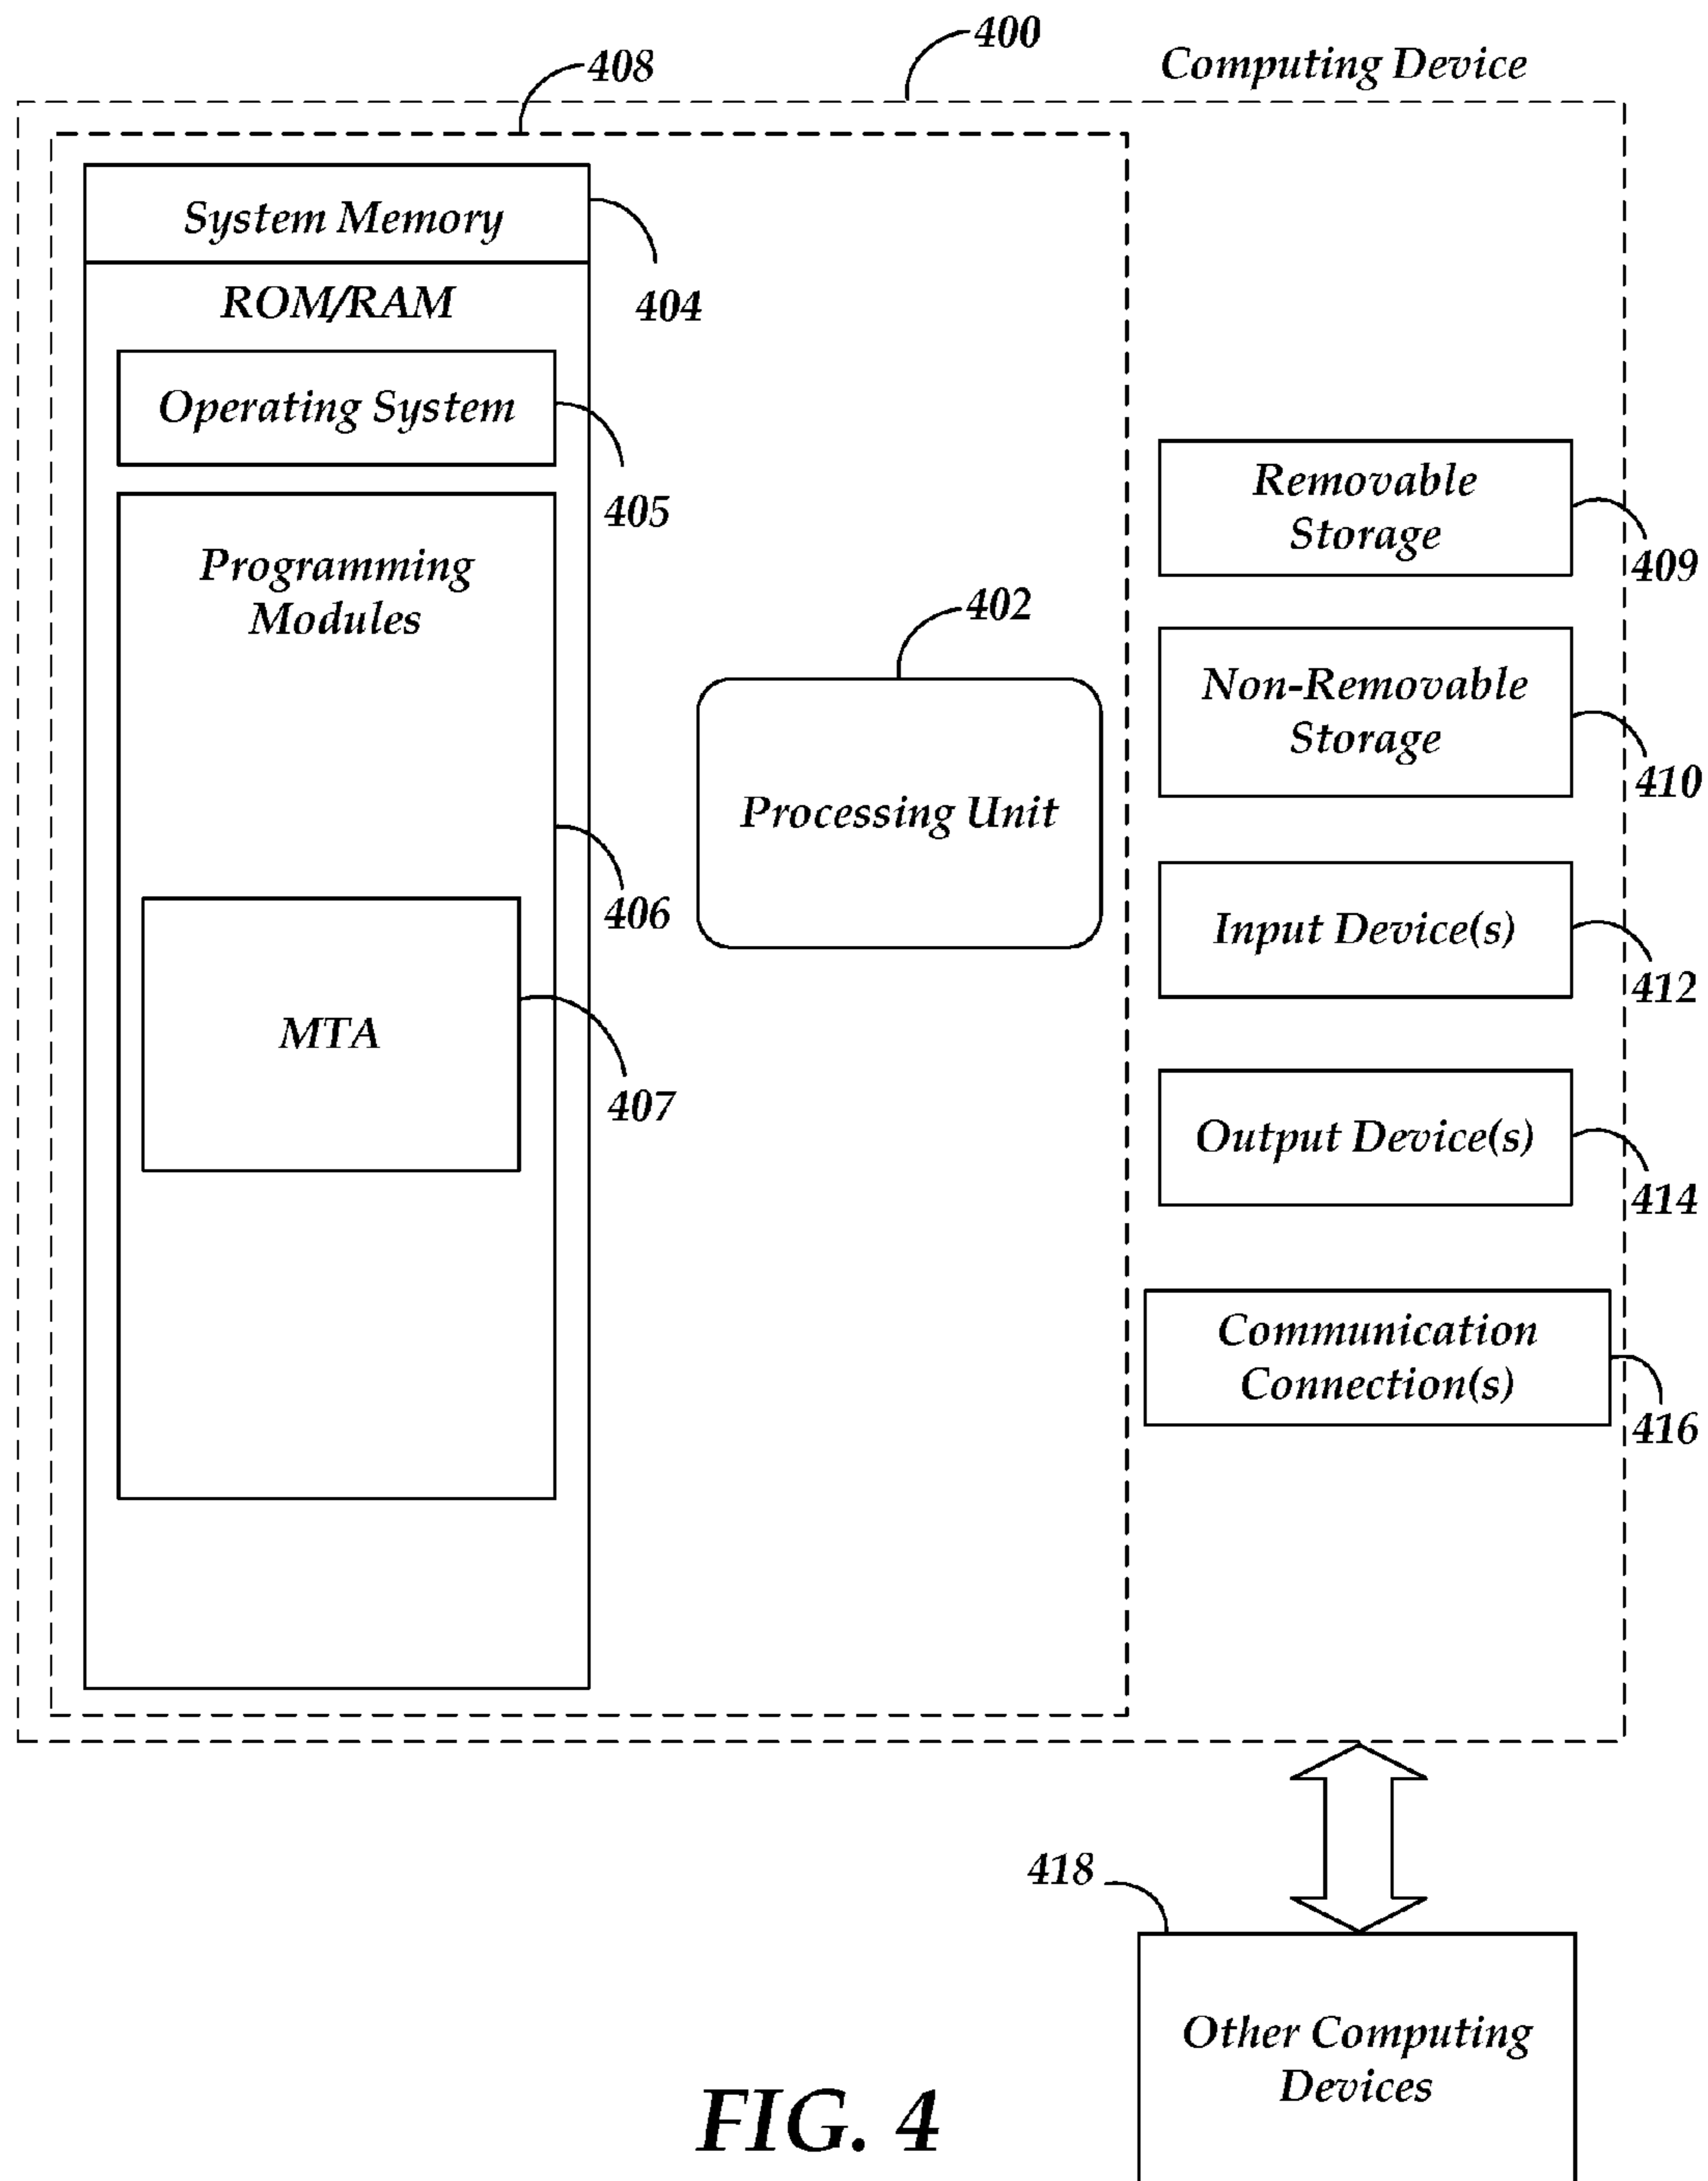 400
Computing Device
408
System Memory
404
ROM/RAM
Operating System
405
Programming
Modules
406
MTA
407
402
Processing Unit
Removable
Storage
409
Non-Removable
Storage
410
Input Device(s)
412
Output Device(s)
414
Communication
Connection(s)
416
418
Other Computing
Devices
FIG. 4